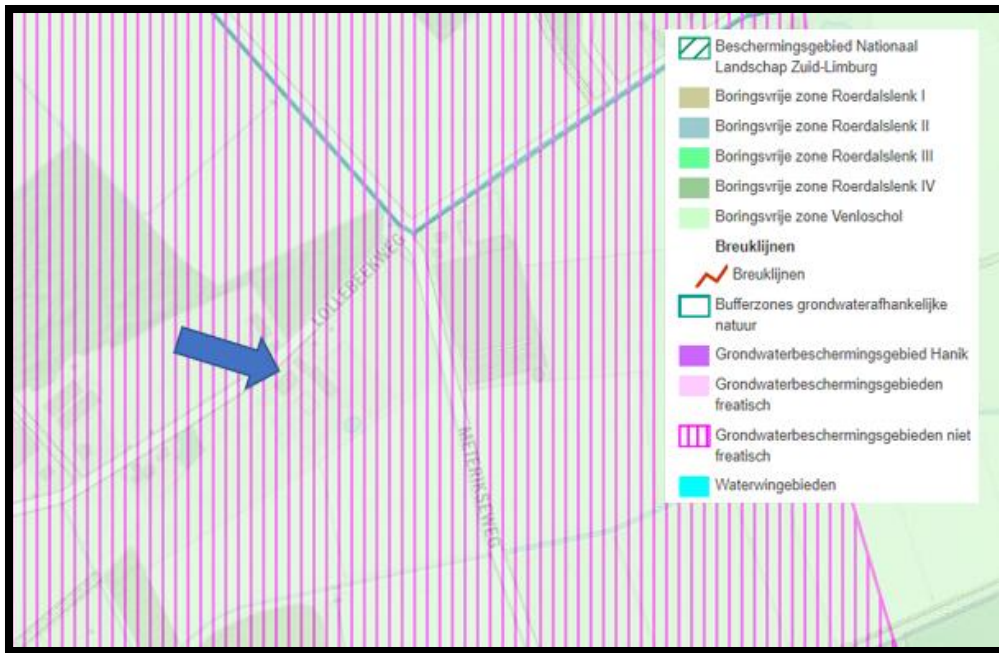 Beschermingsgebied Nationaal
Landschap Zuid-Limburg
Boringsvrije zone Roerdalslenk I
Boringsvrije zone Roerdalslenk II
Boringsvrije zone Roerdalslenk III
Boringsvrije zone Roerdalslenk IV
Boringsvrije zone Venloschol
Breuklijnen
Breuklijnen
Bufferzones grondwaterafhankelijke
natuur
Grondwaterbeschermingsgebied Hanik
Grondwaterbeschermingsgebieden
freatisch
Grondwaterbeschermingsgebieden niet
freatisch
Waterwingebieden
LOLLEBEEKWEG
METERIKSEWEG